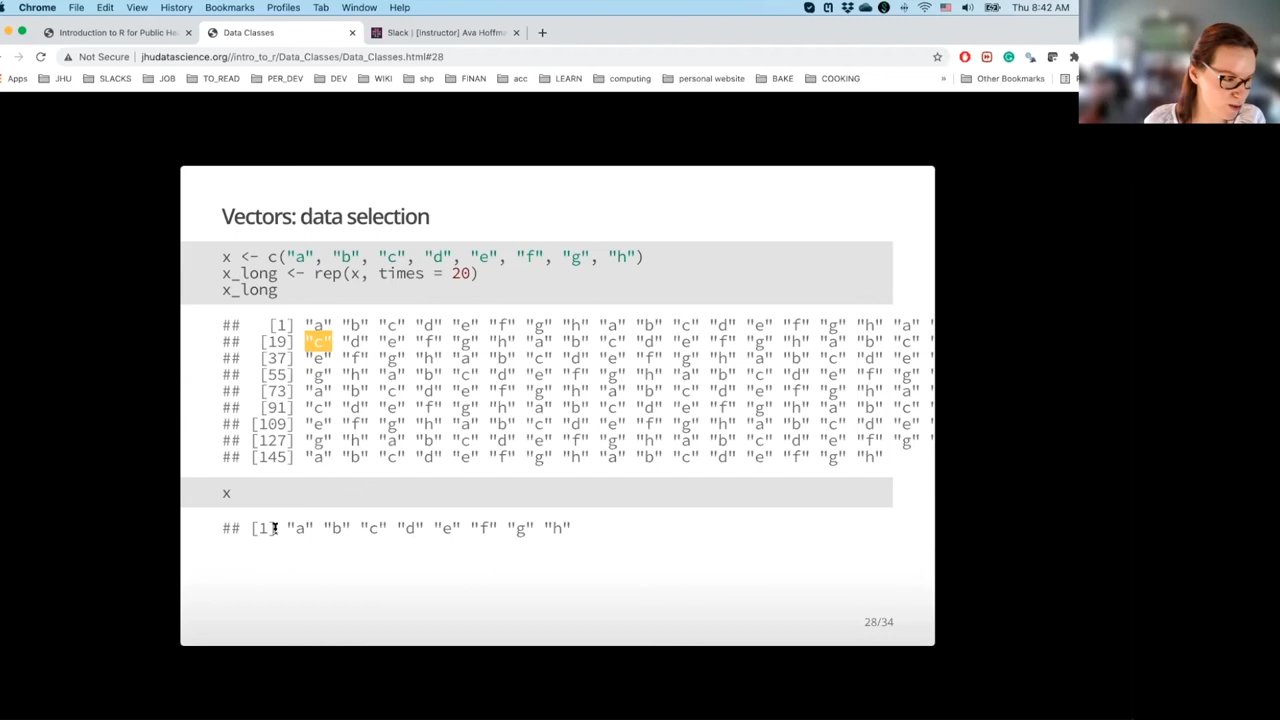 Chrome File Edit View History Bookmarks Profiles Tab Window Help Thu 8:42 AM
Introduction to R for Public He × Data Classes × Slack | [Instructor] Ava Hoffm × +
Not Secure | jhudatascience.org//intro_to_r/Data_Classes/Data_Classes.html#28
Apps JHU SLACKS JOB TO_READ PER_DEV DEV WIKI shp FINAN acc LEARN computing personal website BAKE COOKING » Other Bookmarks
Vectors: data selection
x <- c("a", "b", "c", "d", "e", "f", "g", "h")
x_long <- rep(x, times = 20)
x_long
## [1] "a" "b" "c" "d" "e" "f" "g" "h" "a" "b" "c" "d" "e" "f" "g" "h" "a" "
## [19] "c" "d" "e" "f" "g" "h" "a" "b" "c" "d" "e" "f" "g" "h" "a" "b" "c" "
## [37] "e" "f" "g" "h" "a" "b" "c" "d" "e" "f" "g" "h" "a" "b" "c" "d" "e" "
## [55] "g" "h" "a" "b" "c" "d" "e" "f" "g" "h" "a" "b" "c" "d" "e" "f" "g" "
## [73] "a" "b" "c" "d" "e" "f" "g" "h" "a" "b" "c" "d" "e" "f" "g" "h" "a" "
## [91] "c" "d" "e" "f" "g" "h" "a" "b" "c" "d" "e" "f" "g" "h" "a" "b" "c" "
## [109] "e" "f" "g" "h" "a" "b" "c" "d" "e" "f" "g" "h" "a" "b" "c" "d" "e" "
## [127] "g" "h" "a" "b" "c" "d" "e" "f" "g" "h" "a" "b" "c" "d" "e" "f" "g" "
## [145] "a" "b" "c" "d" "e" "f" "g" "h" "a" "b" "c" "d" "e" "f" "g" "h"
x
## [1] "a" "b" "c" "d" "e" "f" "g" "h"
28/34